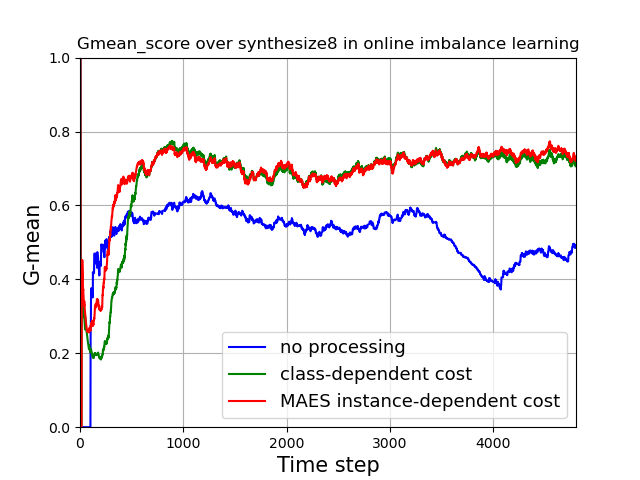 Gmean_score over synthesize8 in online imbalance learning
1.0
0.8
0.6
0.4
0.2
0.0
G-mean
no processing
class-dependent cost
MAES instance-dependent cost
0 1000 2000 3000 4000
Time step